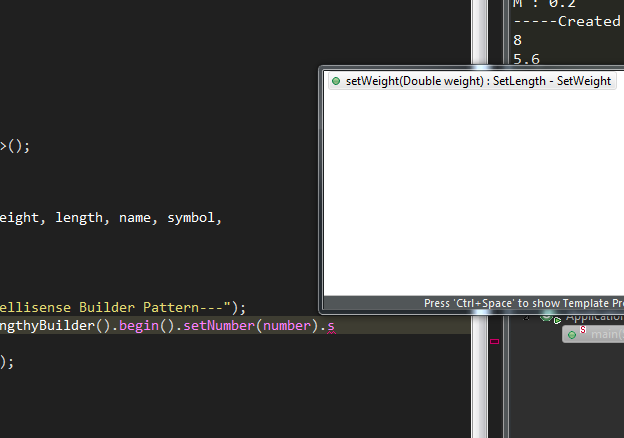 M : 0.2
-----Created
8
5.6
setWeight(Double weight) : SetLength - SetWeight
>();
eight, length, name, symbol,
ellisense Builder Pattern---");
Press 'Ctrl+Space' to show Template Pro
ngthyBuilder().begin().setNumber(number).s
Application
S
main(
);